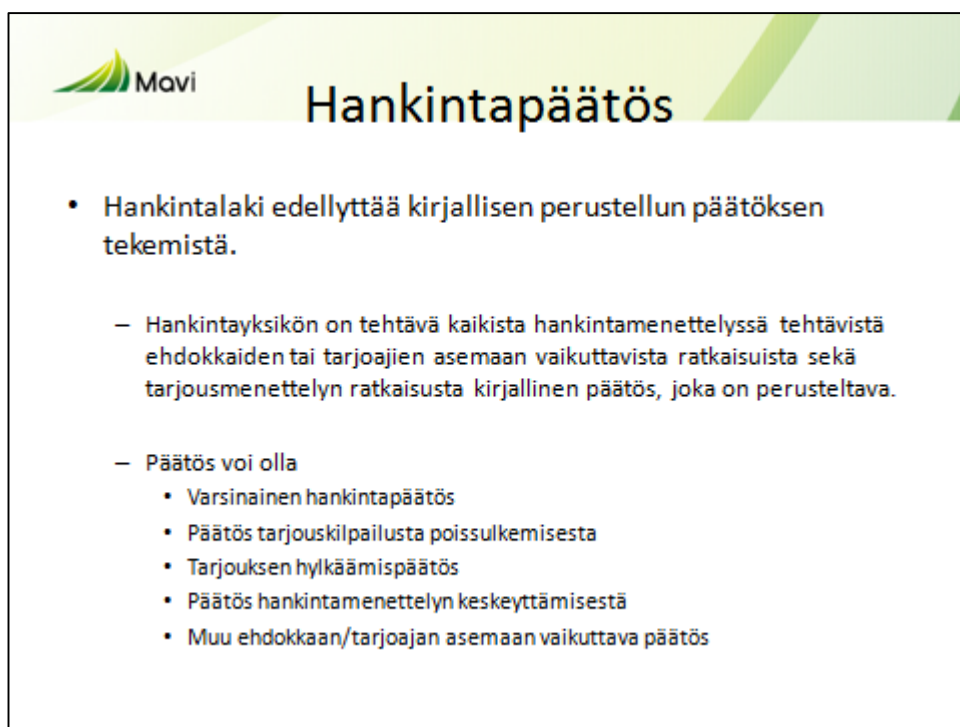 Mavi
Hankintapäätös
• Hankintalaki edellyttää kirjallisen perustellun päätöksen
tekemistä.
– Hankintayksikön on tehtävä kaikista hankintamenettelyssä tehtävistä
ehdokkaiden tai tarjoajien asemaan vaikuttavista ratkaisuista sekä
tarjousmenettelyn ratkaisusta kirjallinen päätös, joka on perusteltava.
– Päätös voi olla
• Varsinainen hankintapäätös
• Päätös tarjouskilpailusta poissulkemisesta
• Tarjouksen hylkäämispäätös
• Päätös hankintamenettelyn keskeyttämisestä
• Muu ehdokkaan/tarjoajan asemaan vaikuttava päätös